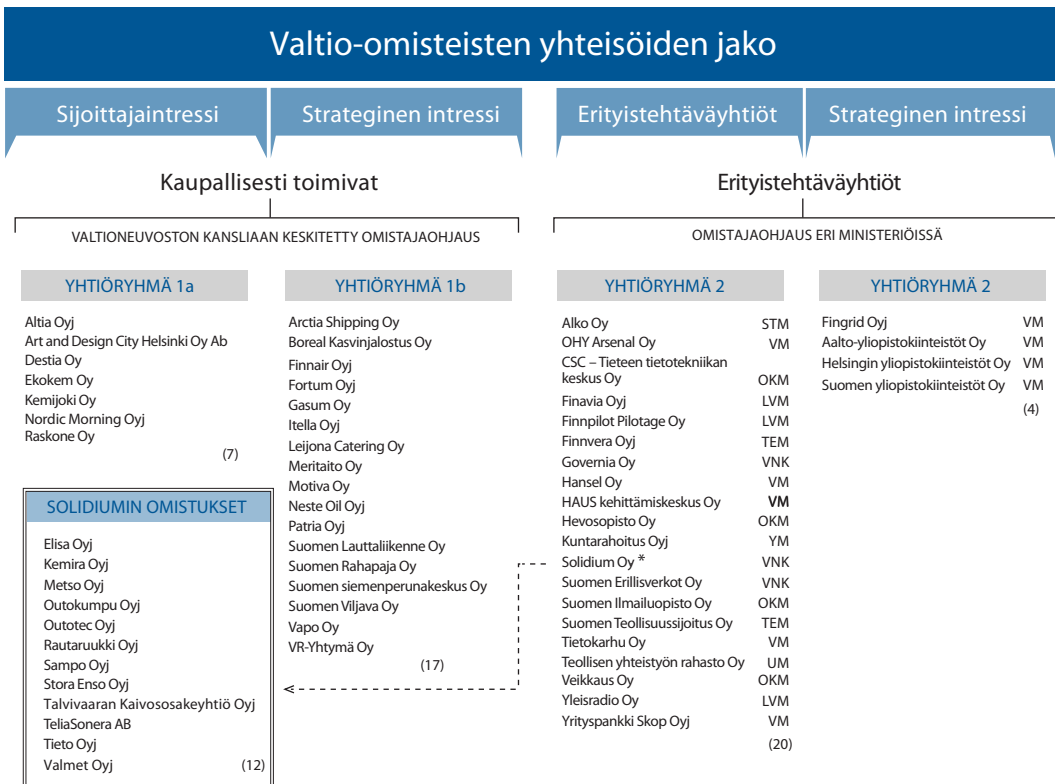 Valtio-omisteisten yhteisöiden jako
Sijoittajaintressi
Strateginen intressi
Erityistehtäväyhtiöt
Strateginen intressi
Kaupallisesti toimivat
Erityistehtäväyhtiöt
VALTIONEUVOSTON KANSLIAAN KESKITETTY OMISTAJAOHJAUS
OMISTAJAOHJAUS ERI MINISTERIÖISSÄ
YHTIÖRYHMÄ 1a
Altia Oyj
Art and Design City Helsinki Oy Ab
Destia Oy
Ekokem Oy
Kemijoki Oy
Nordic Morning Oyj
Raskone Oy
(7)
SOLIDIUMIN OMISTUKSET
Elisa Oyj
Kemira Oyj
Metso Oyj
Outokumpu Oyj
Outotec Oyj
Rautaruukki Oyj
Sampo Oyj
Stora Enso Oyj
Talvivaaran Kaivososakeyhtiö Oyj
TeliaSonera AB
Tieto Oyj
Valmet Oyj (12)
YHTIÖRYHMÄ 1b
Arctia Shipping Oy
Boreal Kasvinjalostus Oy
Finnair Oyj
Fortum Oyj
Gasum Oy
Itella Oyj
Leijona Catering Oy
Meritaito Oy
Motiva Oy
Neste Oil Oyj
Patria Oyj
Suomen Lauttaliikenne Oy
Suomen Rahapaja Oy
Suomen siemenperunakeskus Oy
Suomen Viljava Oy
Vapo Oy
VR-Yhtymä Oy
(17)
YHTIÖRYHMÄ 2
Alko Oy STM
OHY Arsenal Oy VM
CSC – Tieteen tietotekniikan
keskus Oy OKM
Finavia Oyj LVM
Finnpilot Pilotage Oy LVM
Finnvera Oyj TEM
Governia Oy VNK
Hansel Oy VM
HAUS kehittämiskeskus Oy VM
Hevosopisto Oy OKM
Kuntarahoitus Oyj YM
Solidium Oy * VNK
Suomen Erillisverkot Oy VNK
Suomen Ilmailuopisto Oy OKM
Suomen Teollisuussijoitus Oy TEM
Tietokarhu Oy VM
Teollisen yhteistyön rahasto Oy UM
Veikkaus Oy OKM
Yleisradio Oy LVM
Yrityspankki Skop Oyj VM
(20)
YHTIÖRYHMÄ 2
Fingrid Oyj VM
Aalto-yliopistokiinteistöt Oy VM
Helsingin yliopistokiinteistöt Oy VM
Suomen yliopistokiinteistöt Oy VM
(4)